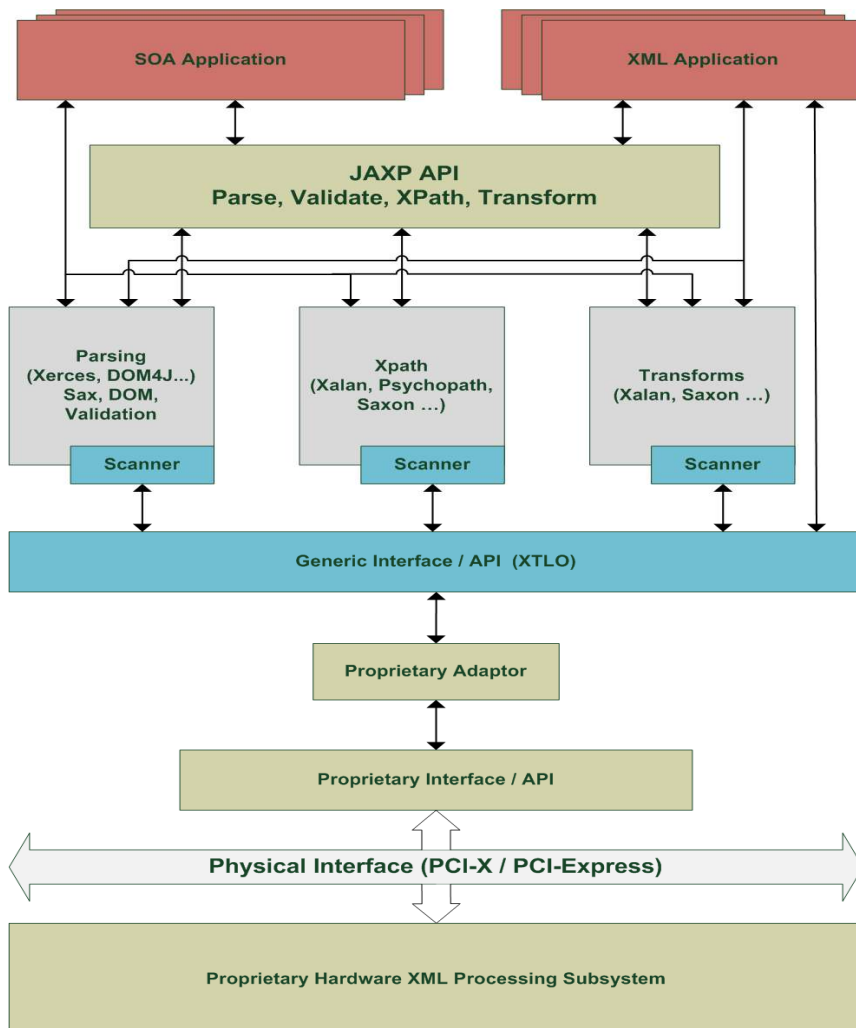 SOA Application
XML Application
JAXP API
Parse, Validate, XPath, Transform
Parsing
(Xerces, DOM4J...)
Sax, DOM,
Validation
Scanner
Xpath
(Xalan, Psychopath,
Saxon ...)
Scanner
Transforms
(Xalan, Saxon ...)
Scanner
Generic Interface / API (XTLO)
Proprietary Adaptor
Proprietary Interface / API
Physical Interface (PCI-X / PCI-Express)
Proprietary Hardware XML Processing Subsystem